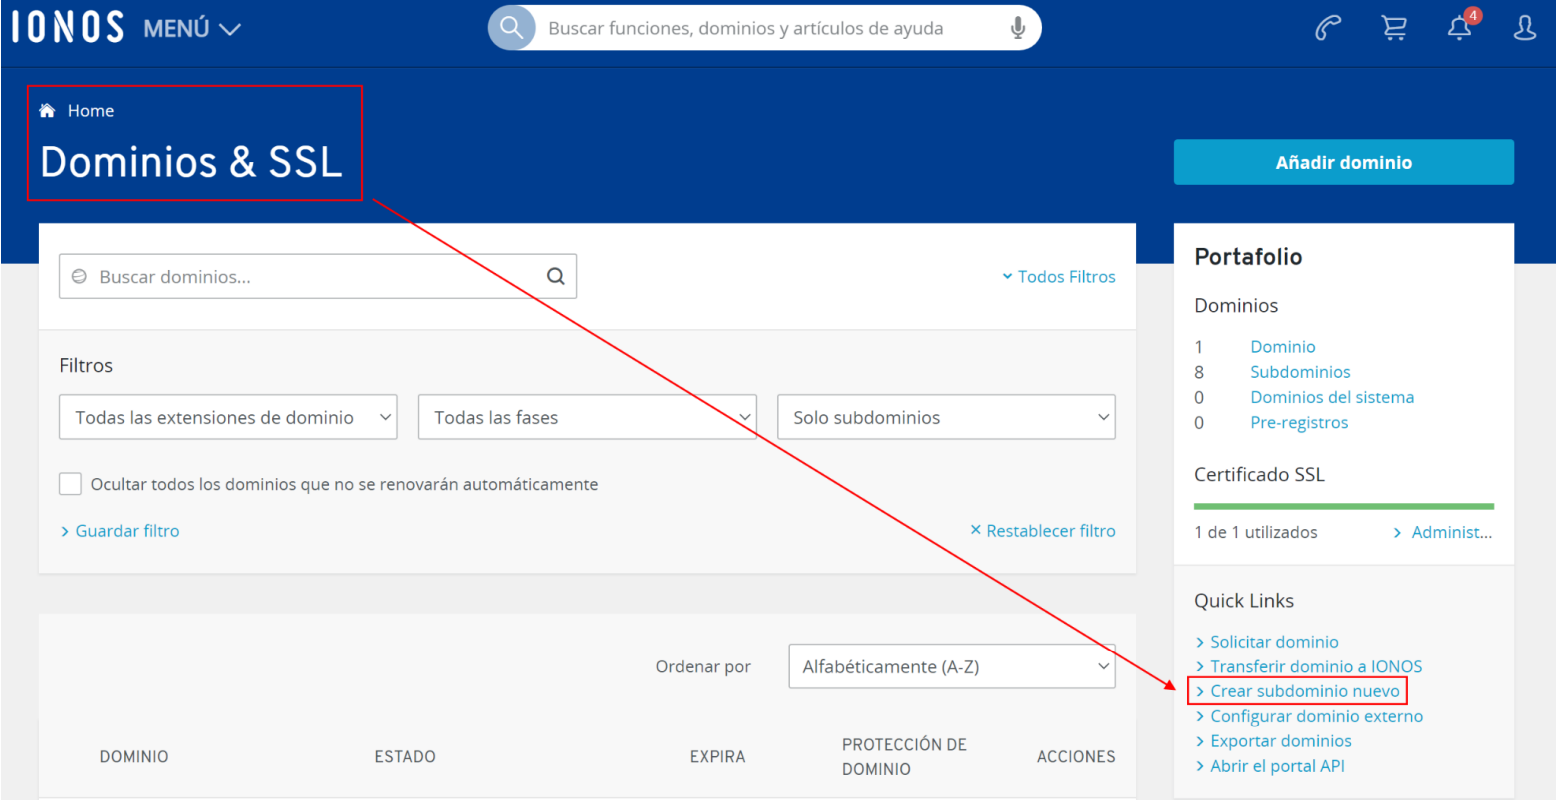 IONOS MENÚ
Buscar funciones, dominios y artículos de ayuda
4
Home
Dominios & SSL
Añadir dominio
Buscar dominios...
Todos Filtros
Filtros
Todas las extensiones de dominio
Todas las fases
Solo subdominios
Ocultar todos los dominios que no se renovarán automáticamente
Guardar filtro
Restablecer filtro
Ordenar por
Alfabéticamente (A-Z)
DOMINIO
ESTADO
EXPIRA
PROTECCIÓN DE
DOMINIO
ACCIONES
Portafolio
Dominios
1 Dominio
8 Subdominios
0 Dominios del sistema
0 Pre-registros
Certificado SSL
1 de 1 utilizados
Administ...
Quick Links
Solicitar dominio
Transferir dominio a IONOS
Crear subdominio nuevo
Configurar dominio externo
Exportar dominios
Abrir el portal API